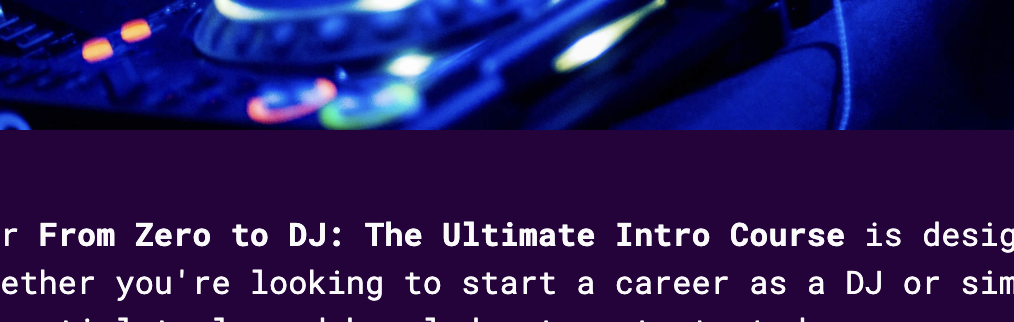 r From Zero to DJ: The Ultimate Intro Course is desig
ether you're looking to start a career as a DJ or sim